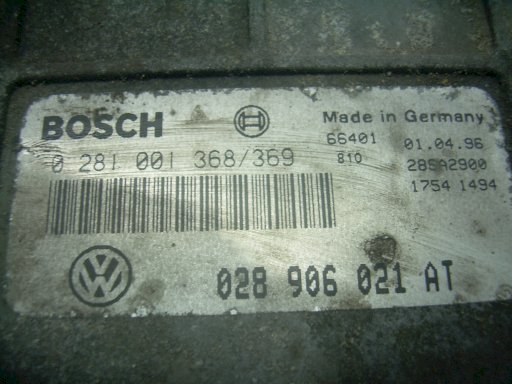 BOSCH
Made in Germany
0 281 001 368/369
66401 01.04.96
810 28SA2900
1754 1494
VW
028 906 021 AT